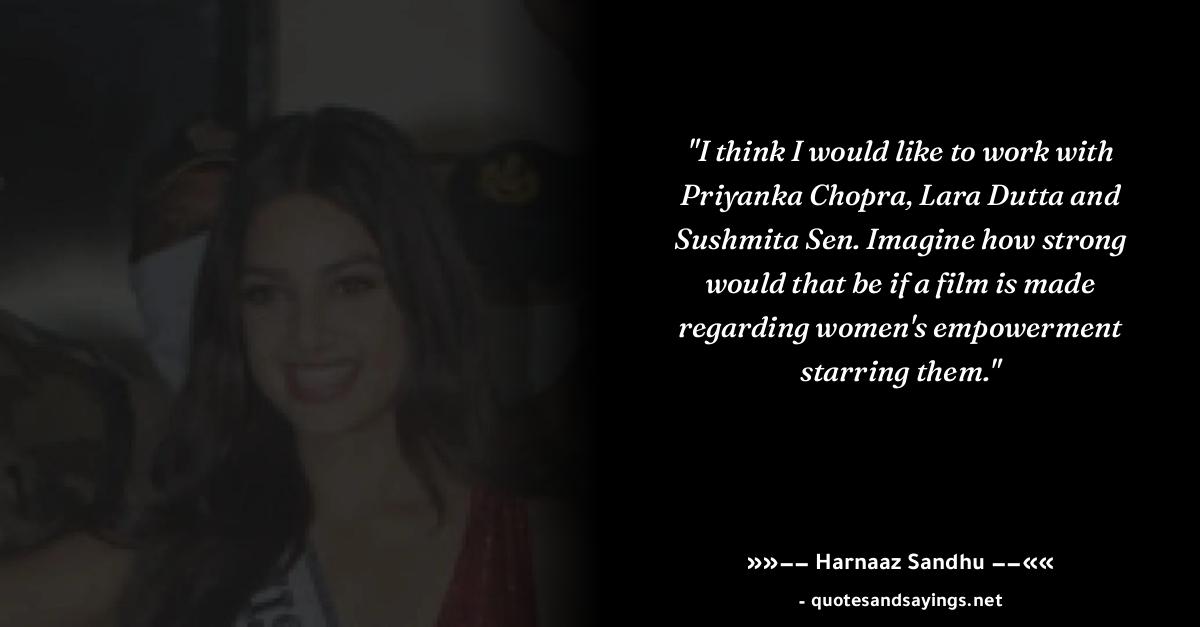 "I think I would like to work with
Priyanka Chopra, Lara Dutta and
Sushmita Sen. Imagine how strong
would that be if a film is made
regarding women's empowerment
starring them."
»»−− Harnaaz Sandhu −−««
- quotesandsayings.net